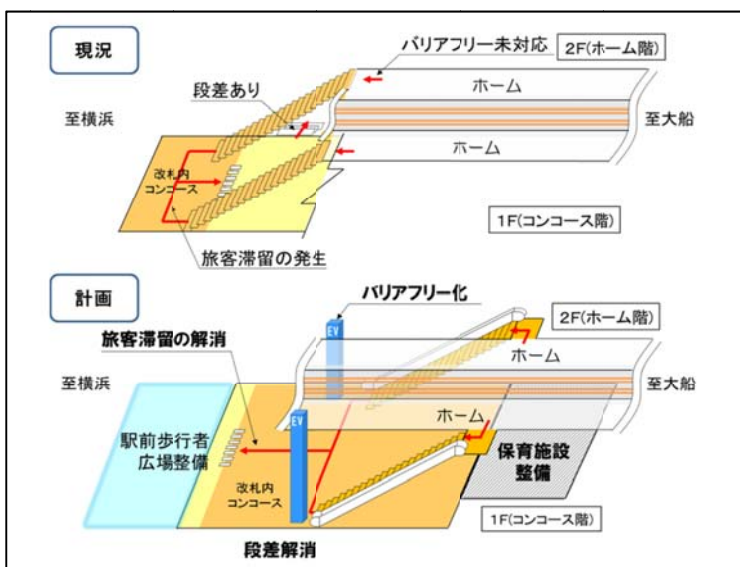 現況
バリアフリー未対応
2F(ホーム階)
ホーム
段差あり
至横浜
至大船
ホーム
改札内
コンコース
1F(コンコース階)
旅客滞留の発生
計画
バリアフリー化
EV
2F(ホーム階)
旅客滞留の解消
ホーム
至横浜
至大船
EV
ホーム
駅前歩行者
広場整備
保育施設
整備
改札内
コンコース
1F(コンコース階)
段差解消